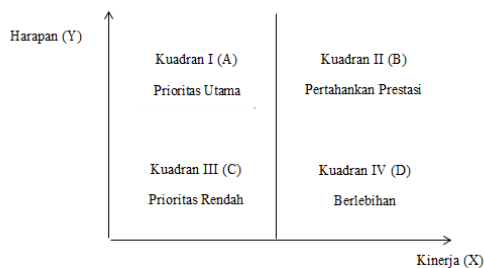 Harapan (Y)
Kuadran I (A)
Prioritas Utama
Kuadran II (B)
Pertahankan Prestasi
Kuadran III (C)
Prioritas Rendah
Kuadran IV (D)
Berlebihan
Kinerja (X)